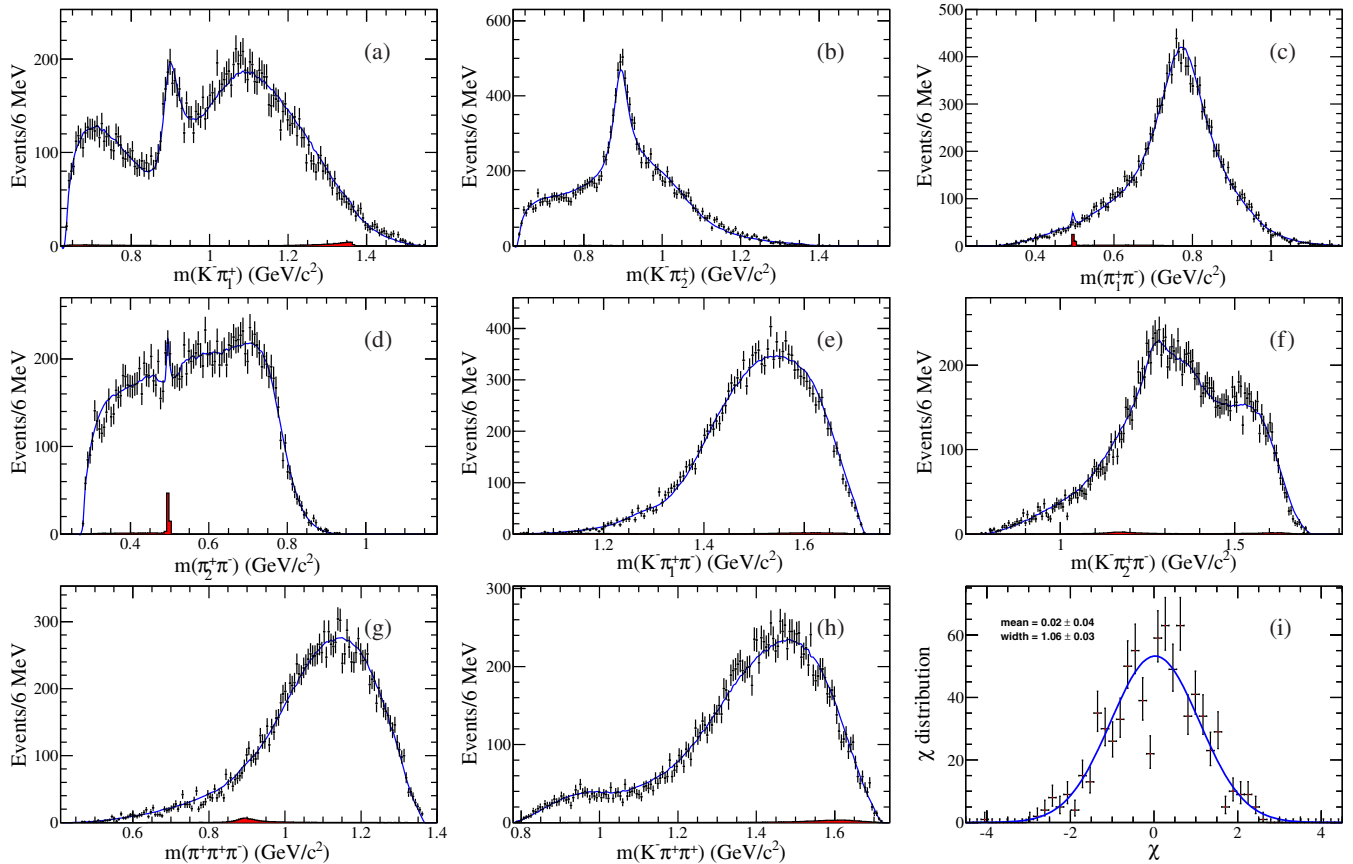 (a)
Events/6 MeV
200
100
0
0.8 1 1.2 1.4
m(K⁻π₁⁺) (GeV/c²)
(b)
Events/6 MeV
600
400
200
0
0.8 1 1.2 1.4
m(K⁻π₂⁺) (GeV/c²)
(c)
Events/6 MeV
500
400
300
200
100
0
0.4 0.6 0.8 1
m(π₁⁺π⁻) (GeV/c²)
(d)
Events/6 MeV
200
100
0
0.4 0.6 0.8 1
m(π₂⁺π⁻) (GeV/c²)
(e)
Events/6 MeV
400
300
200
100
0
1.2 1.4 1.6
m(K⁻π₁⁺π⁻) (GeV/c²)
(f)
Events/6 MeV
200
100
0
1 1.5
m(K⁻π₂⁺π⁻) (GeV/c²)
(g)
Events/6 MeV
300
200
100
0
0.6 0.8 1 1.2 1.4
m(π⁺π⁺π⁻) (GeV/c²)
(h)
Events/6 MeV
300
200
100
0
0.8 1 1.2 1.4 1.6
m(K⁻π⁺π⁺) (GeV/c²)
(i)
mean = 0.02 ± 0.04
width = 1.06 ± 0.03
χ distribution
60
40
20
0
-4 -2 0 2 4
χ